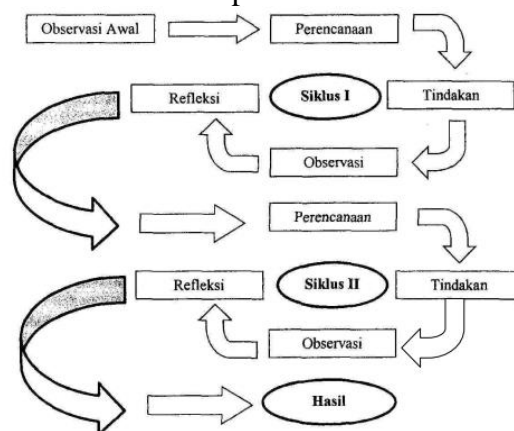 Observasi Awal
Perencanaan
Refleksi
Siklus I
Tindakan
Observasi
Perencanaan
Refleksi
Siklus II
Tindakan
Observasi
Hasil